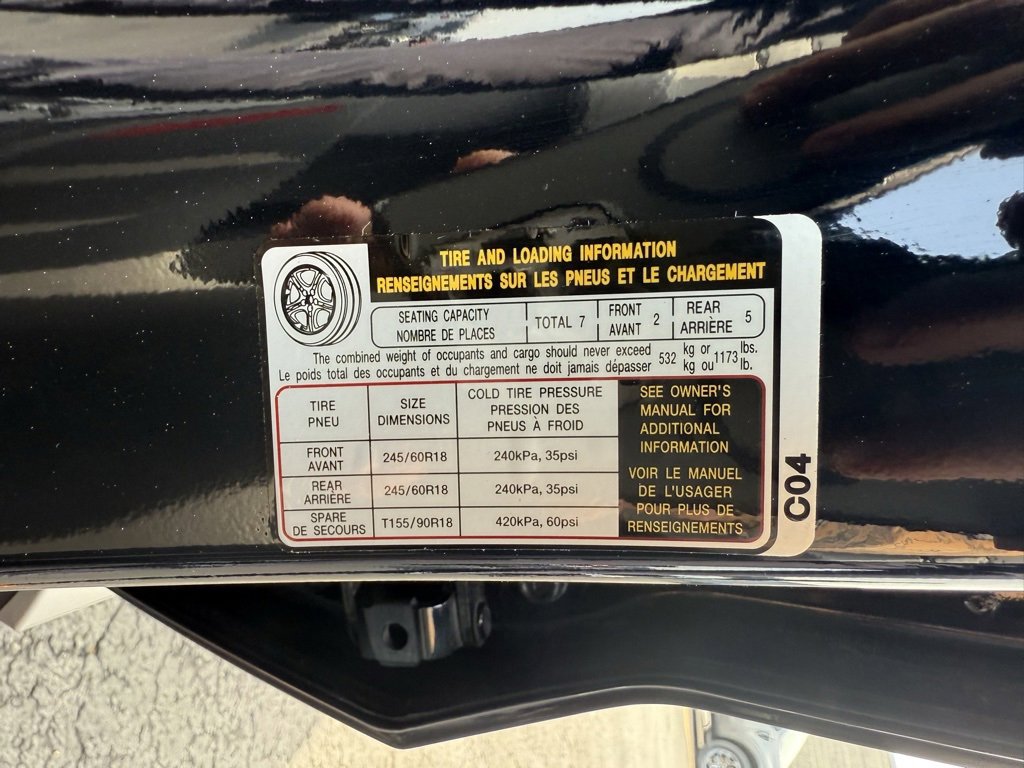 TIRE AND LOADING INFORMATION
RENSEIGNEMENTS SUR LES PNEUS ET LE CHARGEMENT
SEATING CAPACITY
NOMBRE DE PLACES
TOTAL 7
FRONT
AVANT
2
REAR
ARRIÈRE
5
The combined weight of occupants and cargo should never exceed 532 kg or 1173 lbs.
Le poids total des occupants et du chargement ne doit jamais dépasser kg ou lb.
TIRE
PNEU
SIZE
DIMENSIONS
COLD TIRE PRESSURE
PRESSION DES
PNEUS À FROID
FRONT
AVANT
245/60R18
240kPa, 35psi
REAR
ARRIÈRE
245/60R18
240kPa, 35psi
SPARE
DE SECOURS
T155/90R18
420kPa, 60psi
SEE OWNER'S
MANUAL FOR
ADDITIONAL
INFORMATION
VOIR LE MANUEL
DE L'USAGER
POUR PLUS DE
RENSEIGNEMENTS
C04